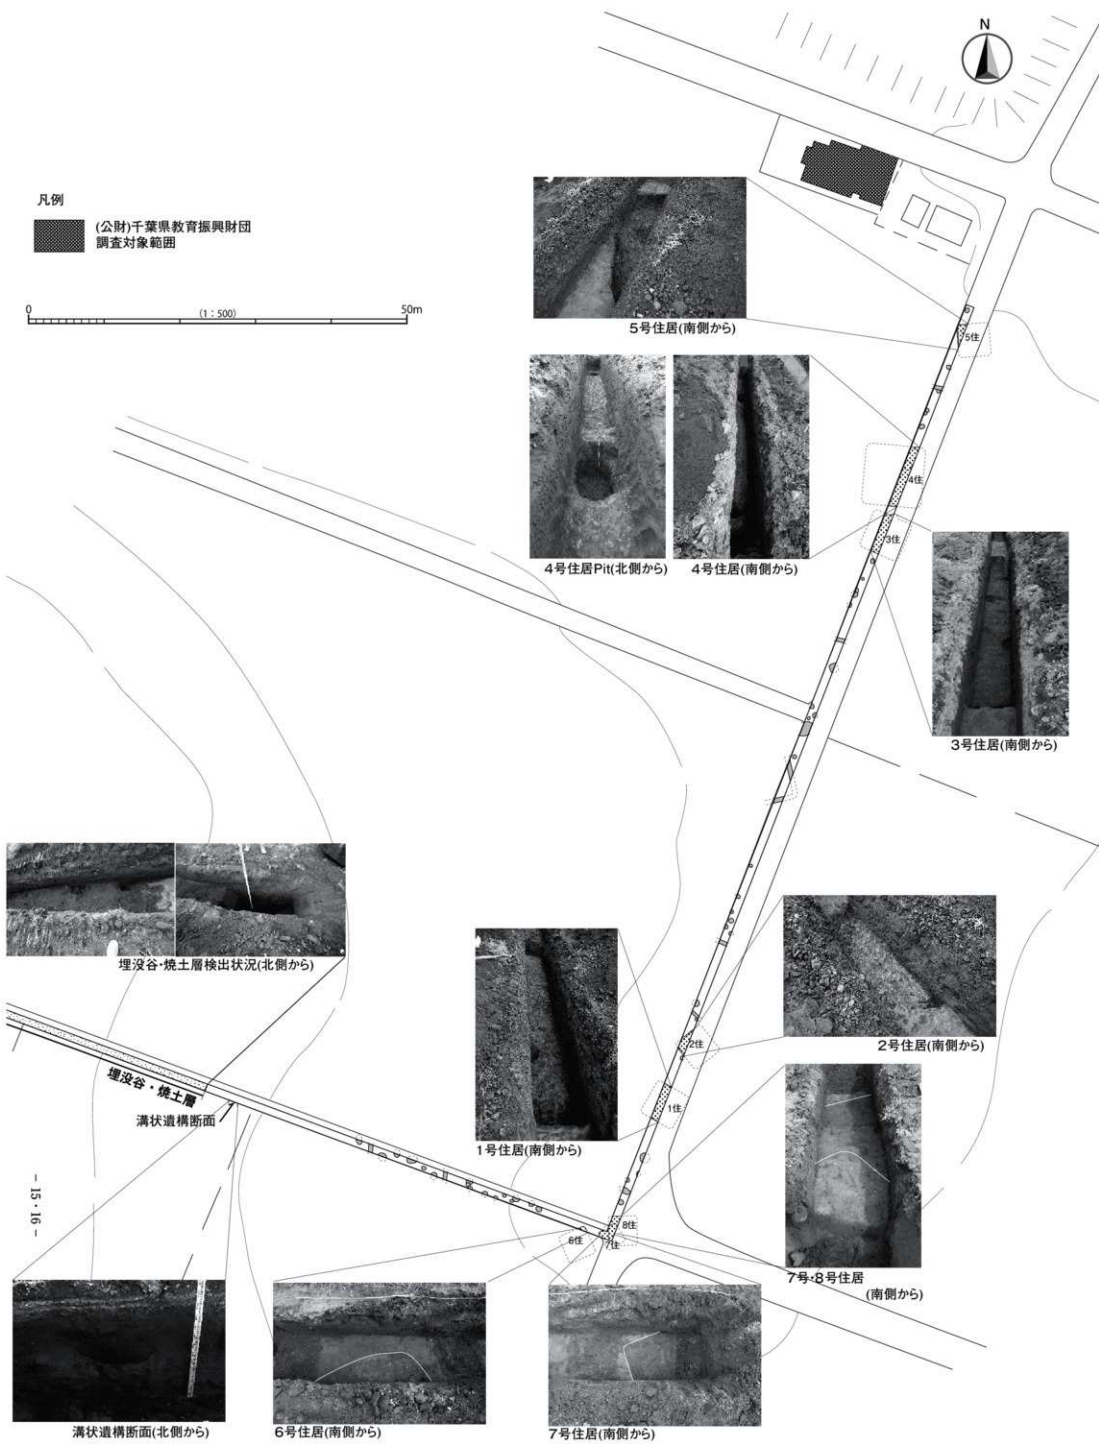 N
凡例
(公財)千葉県教育振興財団
調査対象範囲
0
(1：500)
50m
5号住居(南側から)
5住
4住
3住
4号住居Pit(北側から)
4号住居(南側から)
3号住居(南側から)
埋没谷・焼土層検出状況(北側から)
2住
2号住居(南側から)
埋没谷・焼土層
溝状遺構断面
1住
1号住居(南側から)
- 15・16 -
8住
6住
7住
7号・8号住居
(南側から)
溝状遺構断面(北側から)
6号住居(南側から)
7号住居(南側から)